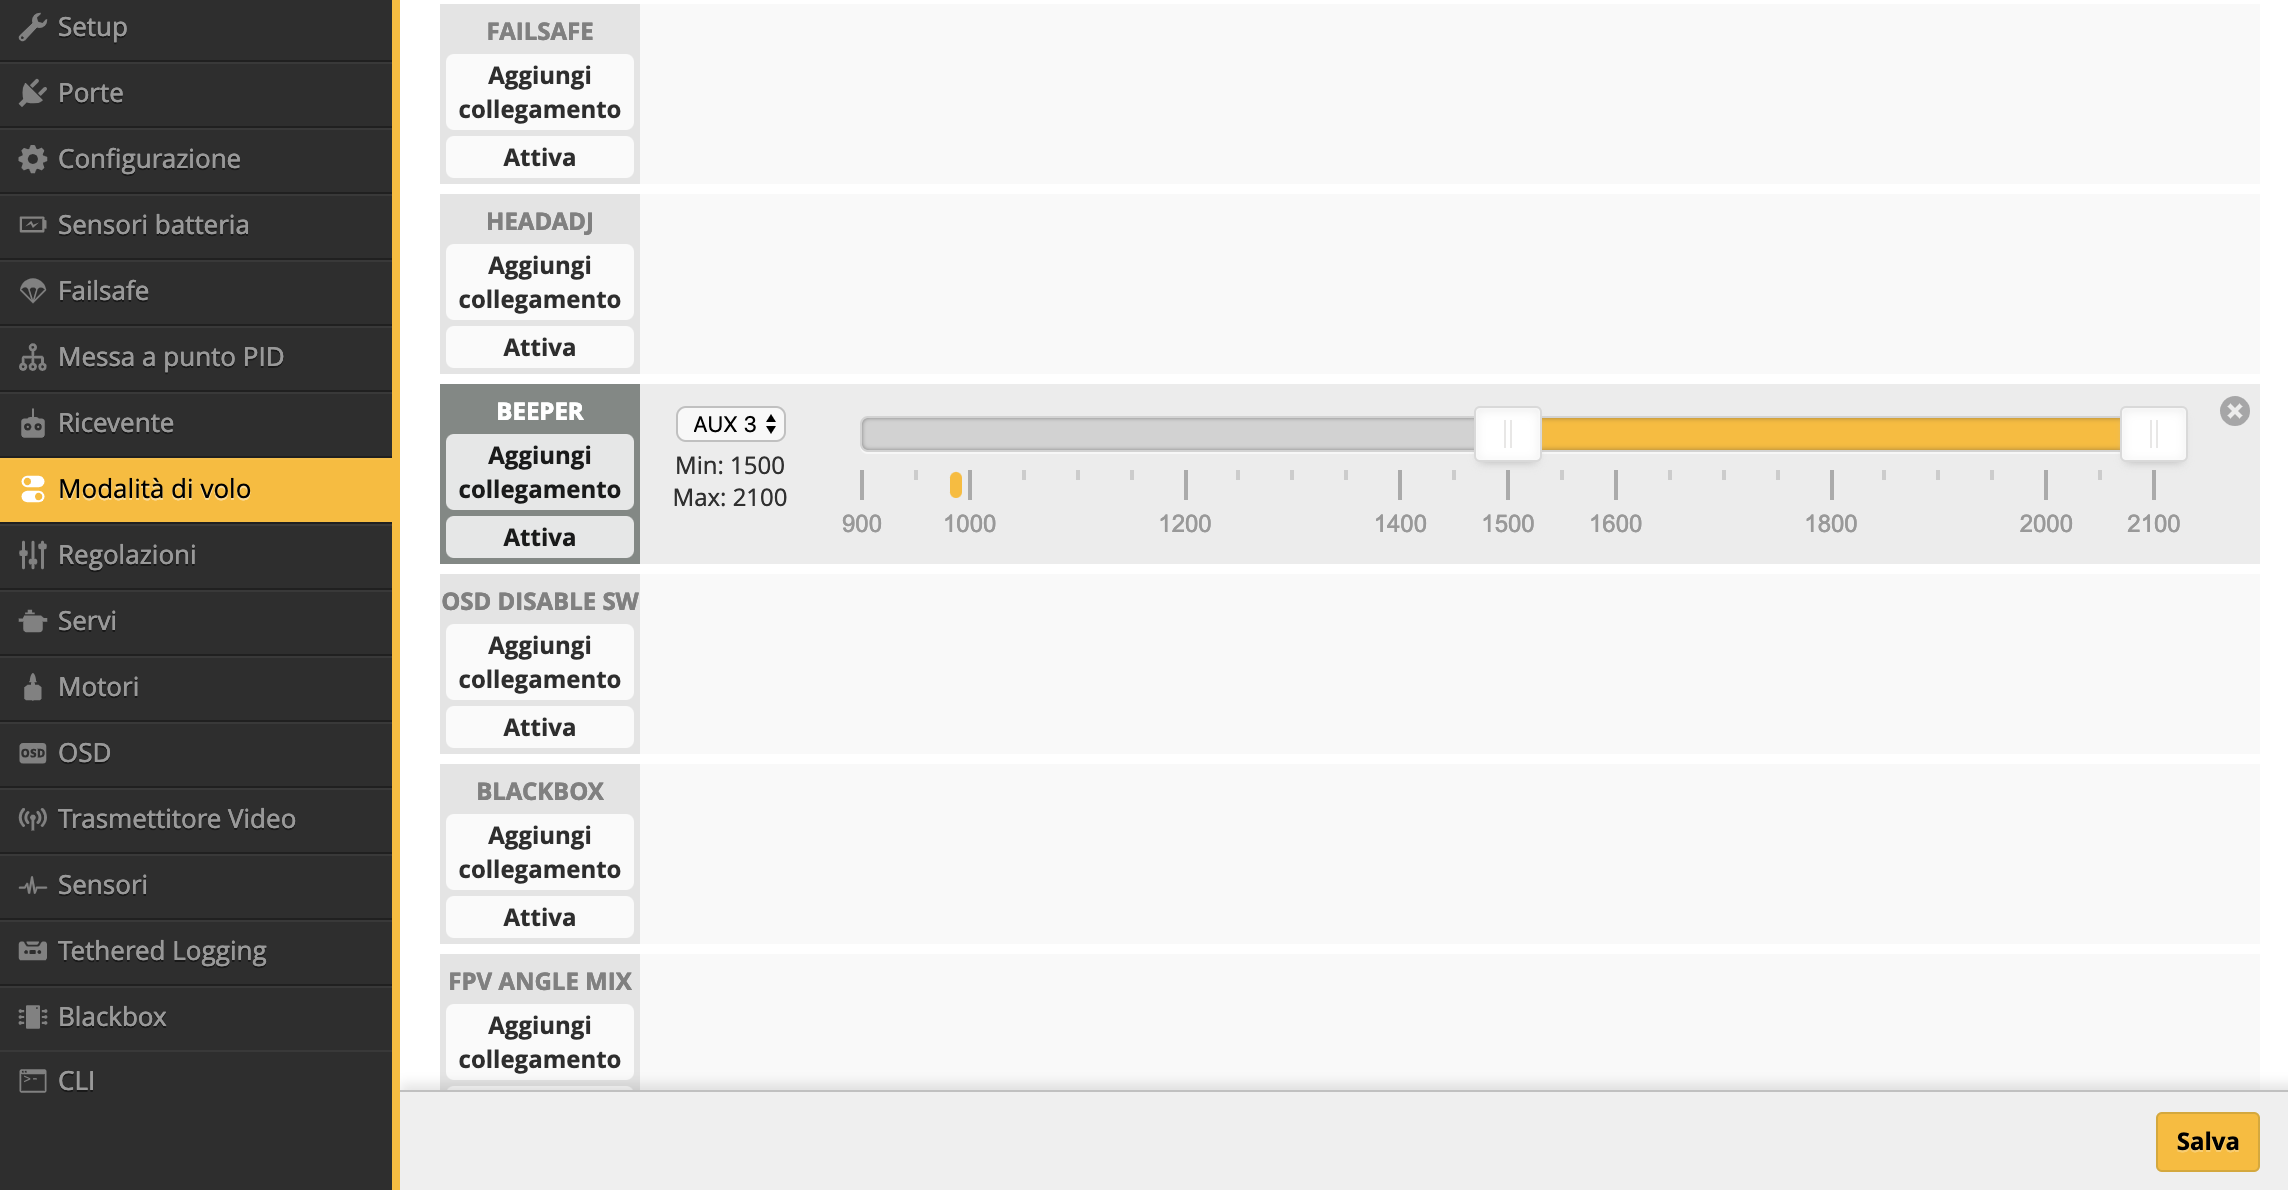 Setup
Porte
Configurazione
Sensori batteria
Failsafe
Messa a punto PID
Ricevente
Modalità di volo
Regolazioni
Servi
Motori
OSD
OSD
Trasmettitore Video
Sensori
Tethered Logging
Blackbox
CLI
FAILSAFE
Aggiungi
collegamento
Attiva
HEADADJ
Aggiungi
collegamento
Attiva
BEEPER
Aggiungi
collegamento
Attiva
AUX 3
Min: 1500
Max: 2100
900 1000 1200 1400 1500 1600 1800 2000 2100
OSD DISABLE SW
Aggiungi
collegamento
Attiva
BLACKBOX
Aggiungi
collegamento
Attiva
FPV ANGLE MIX
Aggiungi
collegamento
Salva